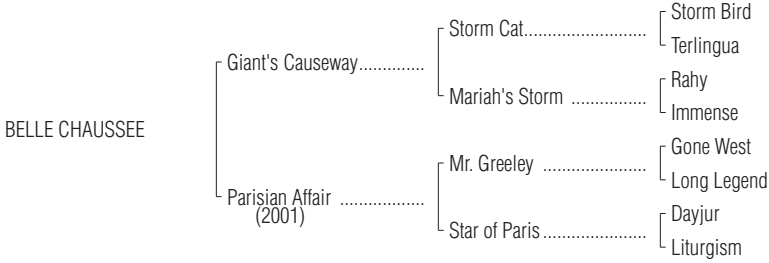 Storm Bird
Storm Cat..........................
Terlingua
Giant's Causeway..............
Rahy
Mariah's Storm ................
Immense
BELLE CHAUSSEE
Gone West
Mr. Greeley ......................
Long Legend
Parisian Affair ..................
(2001)
Dayjur
Star of Paris......................
Liturgism